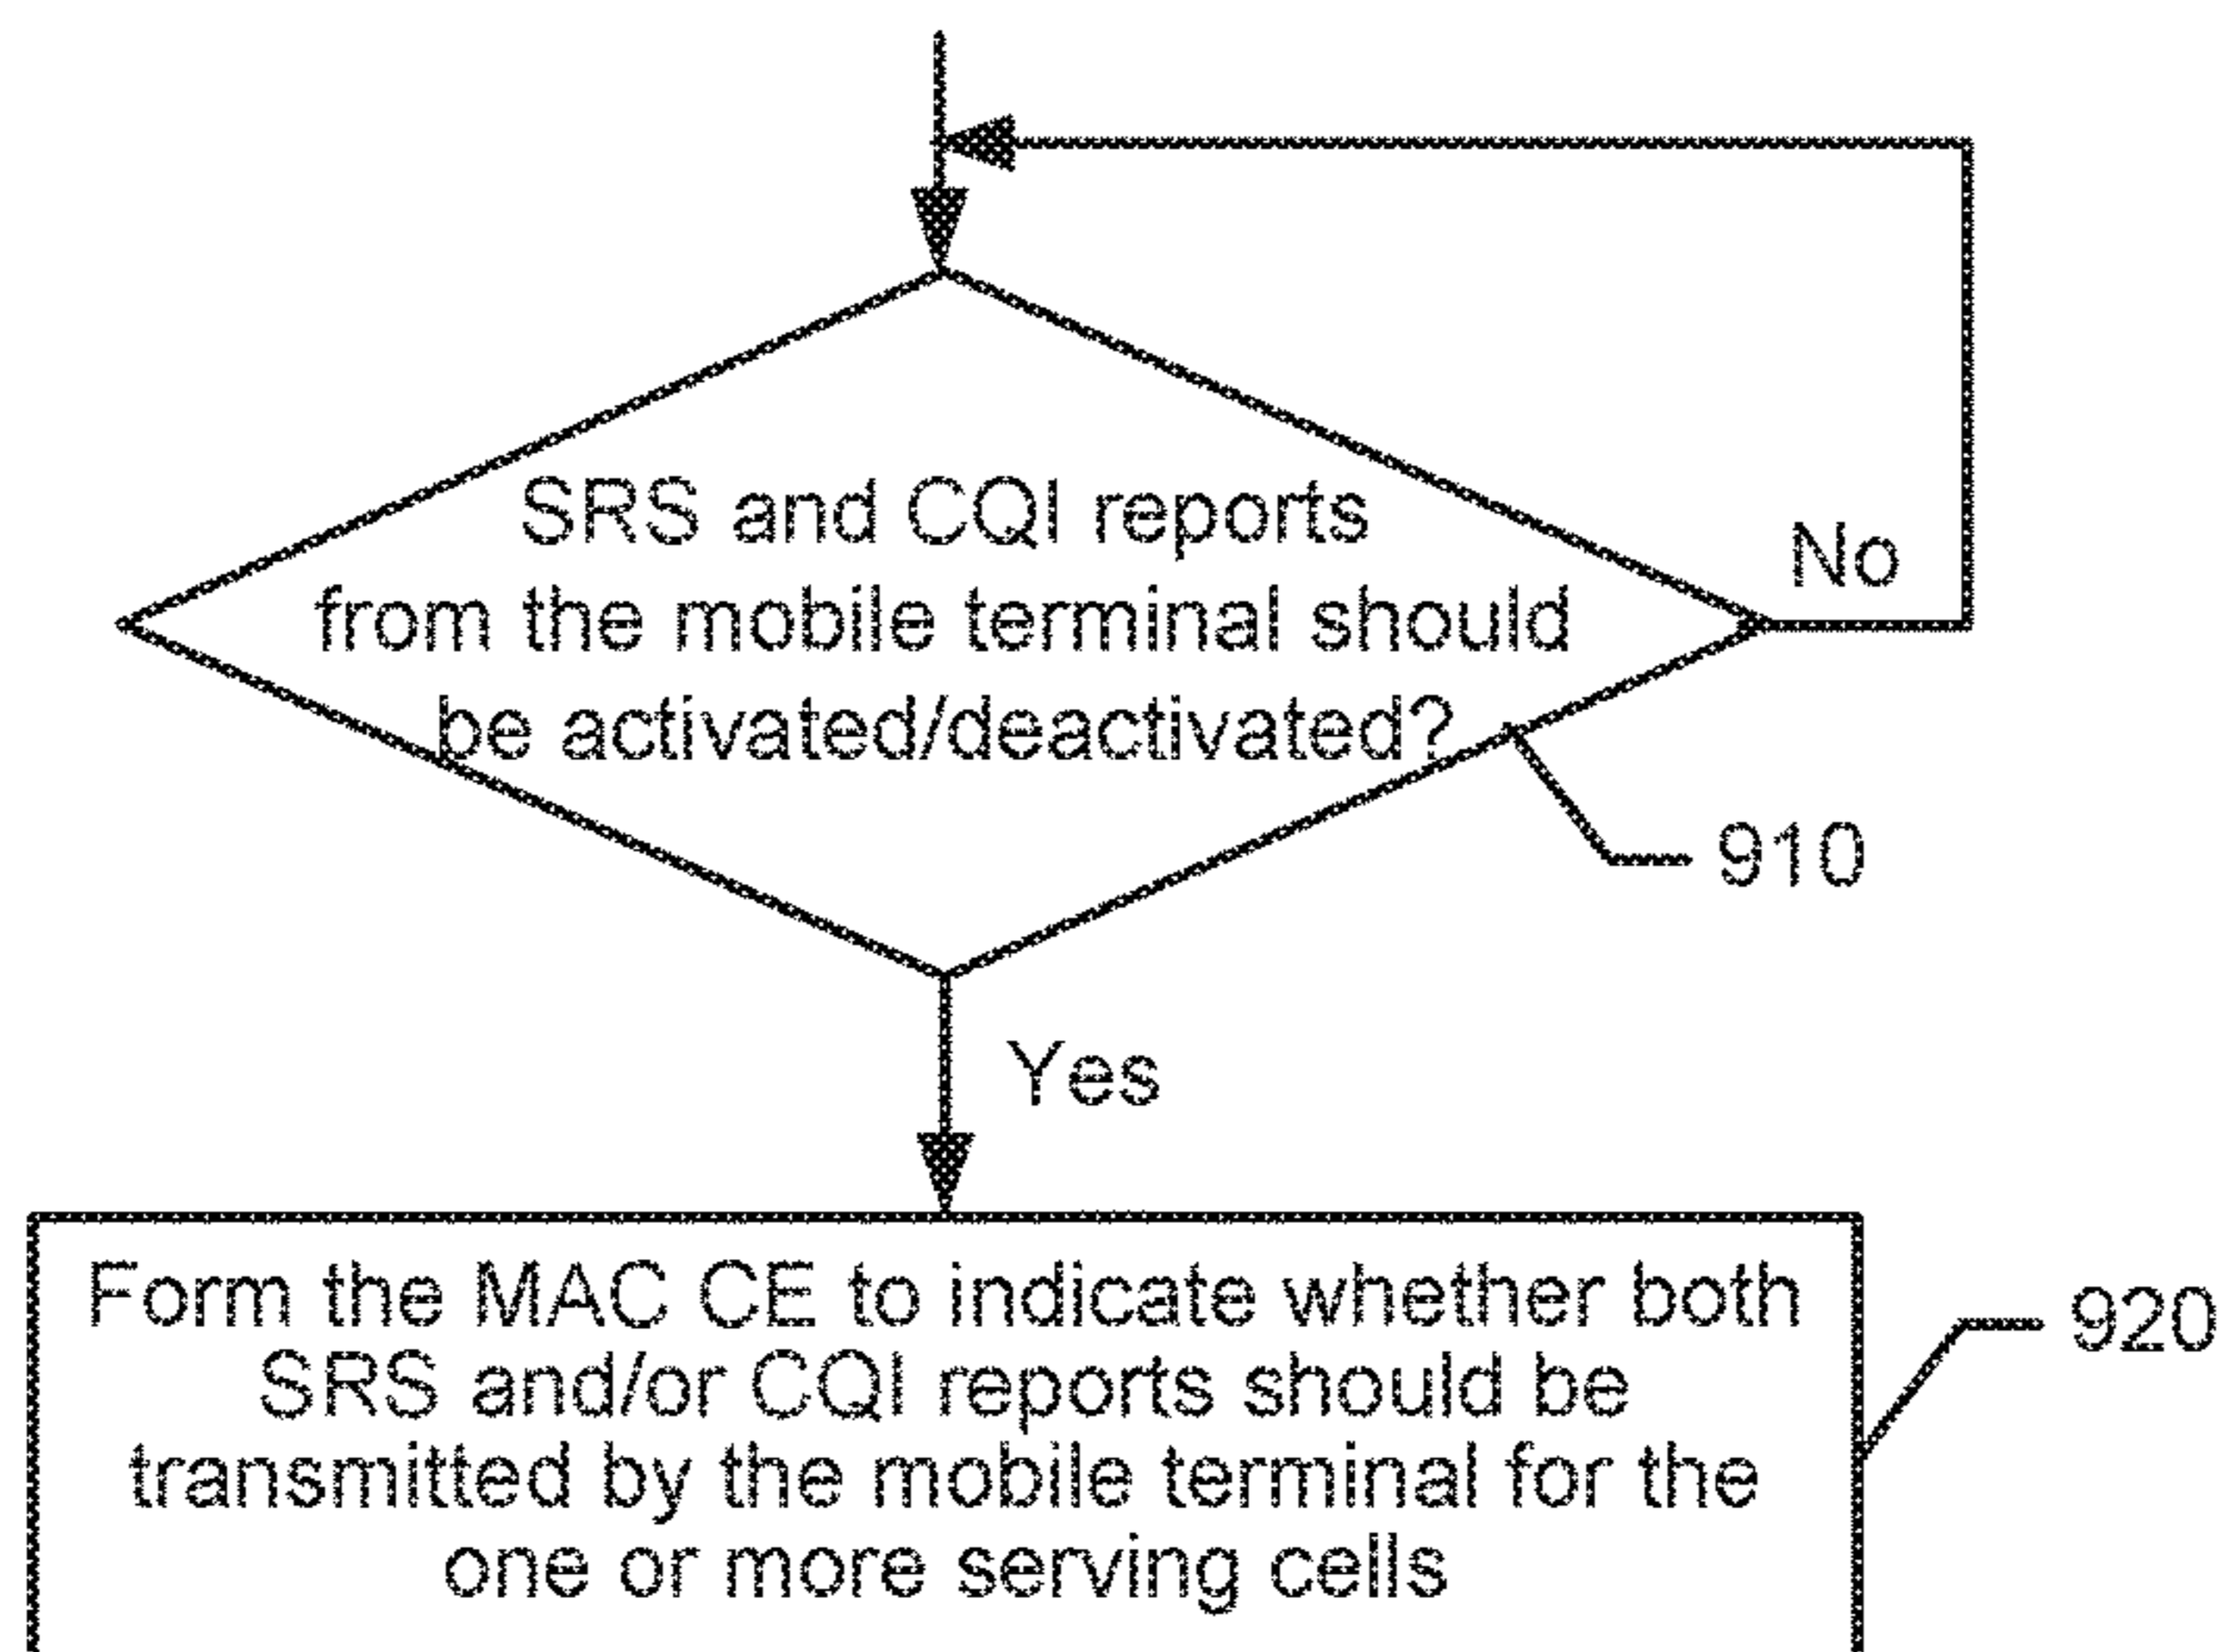 SRS and CQI reports
from the mobile terminal should
be activated/deactivated?
No
910
Yes
Form the MAC CE to indicate whether both
SRS and/or CQI reports should be
transmitted by the mobile terminal for the
one or more serving cells
920